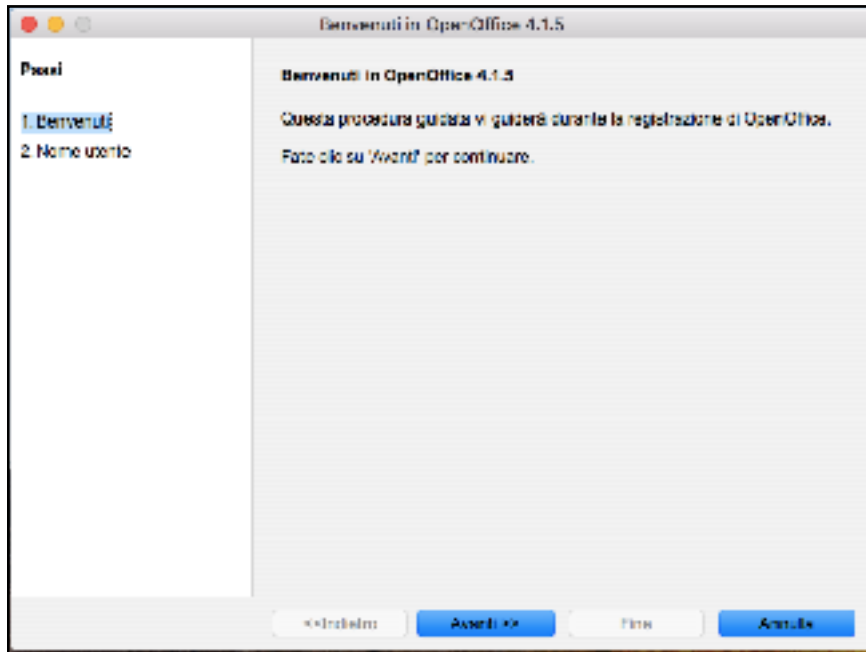 Benvenuti in OpenOffice 4.1.5
Passi
1. Benvenuti
2. Nome utente
Benvenuti in OpenOffice 4.1.5
Questa procedura guidata vi guiderà durante la registrazione di OpenOffice.
Fate clic su 'Avanti' per continuare.
<<Indietro
Avanti >>
Fine
Annulla